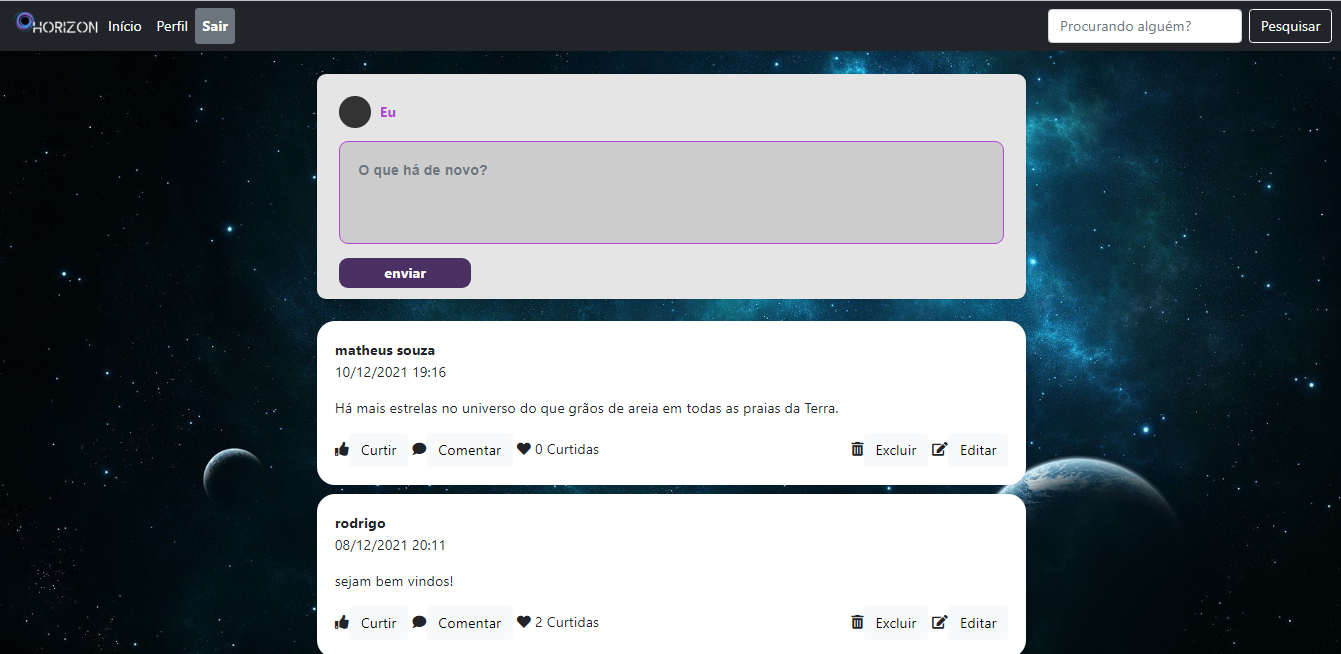 HORIZON Início Perfil Sair Procurando alguém? Pesquisar
Eu
O que há de novo?
enviar
matheus souza
10/12/2021 19:16
Há mais estrelas no universo do que grãos de areia em todas as praias da Terra.
Curtir Comentar 0 Curtidas Excluir Editar
rodrigo
08/12/2021 20:11
sejam bem vindos!
Curtir Comentar 2 Curtidas Excluir Editar